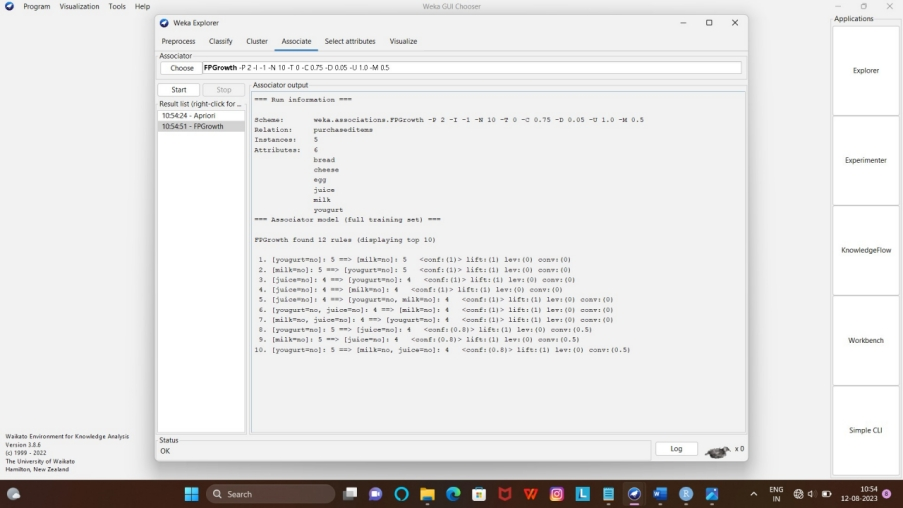 Program Visualization Tools Help
Weka GUI Chooser
Weka Explorer
Preprocess Classify Cluster Associate Select attributes Visualize
Associator
Choose FPGrowth -P 2 -I -1 -N 10 -T 0 -C 0.75 -D 0.05 -U 1.0 -M 0.5
Start Stop
Result list (right-click for ...
10:54:24 - Apriori
10:54:51 - FPGrowth
Associator output
=== Run information ===
Scheme: weka.associations.FPGrowth -P 2 -I -1 -N 10 -T 0 -C 0.75 -D 0.05 -U 1.0 -M 0.5
Relation: purchaseditems
Instances: 5
Attributes: 6
bread
cheese
egg
juice
milk
yougurt
=== Associator model (full training set) ===
FPGrowth found 12 rules (displaying top 10)
1. [yougurt=no]: 5 ==> [milk=no]: 5 <conf:(1)> lift:(1) lev:(0) conv:(0)
2. [milk=no]: 5 ==> [yougurt=no]: 5 <conf:(1)> lift:(1) lev:(0) conv:(0)
3. [juice=no]: 4 ==> [yougurt=no]: 4 <conf:(1)> lift:(1) lev:(0) conv:(0)
4. [juice=no]: 4 ==> [milk=no]: 4 <conf:(1)> lift:(1) lev:(0) conv:(0)
5. [juice=no]: 4 ==> [yougurt=no, milk=no]: 4 <conf:(1)> lift:(1) lev:(0) conv:(0)
6. [yougurt=no, juice=no]: 4 ==> [milk=no]: 4 <conf:(1)> lift:(1) lev:(0) conv:(0)
7. [milk=no, juice=no]: 4 ==> [yougurt=no]: 4 <conf:(1)> lift:(1) lev:(0) conv:(0)
8. [yougurt=no]: 5 ==> [juice=no]: 4 <conf:(0.8)> lift:(1) lev:(0) conv:(0.5)
9. [milk=no]: 5 ==> [juice=no]: 4 <conf:(0.8)> lift:(1) lev:(0) conv:(0.5)
10. [yougurt=no]: 5 ==> [milk=no, juice=no]: 4 <conf:(0.8)> lift:(1) lev:(0) conv:(0.5)
Status
OK
Log
x 0
Applications
Explorer
Experimenter
KnowledgeFlow
Workbench
Simple CLI
Waikato Environment for Knowledge Analysis
Version 3.8.6
(c) 1999 - 2022
The University of Waikato
Hamilton, New Zealand
Search
ENG
IN
10:54
12-08-2023